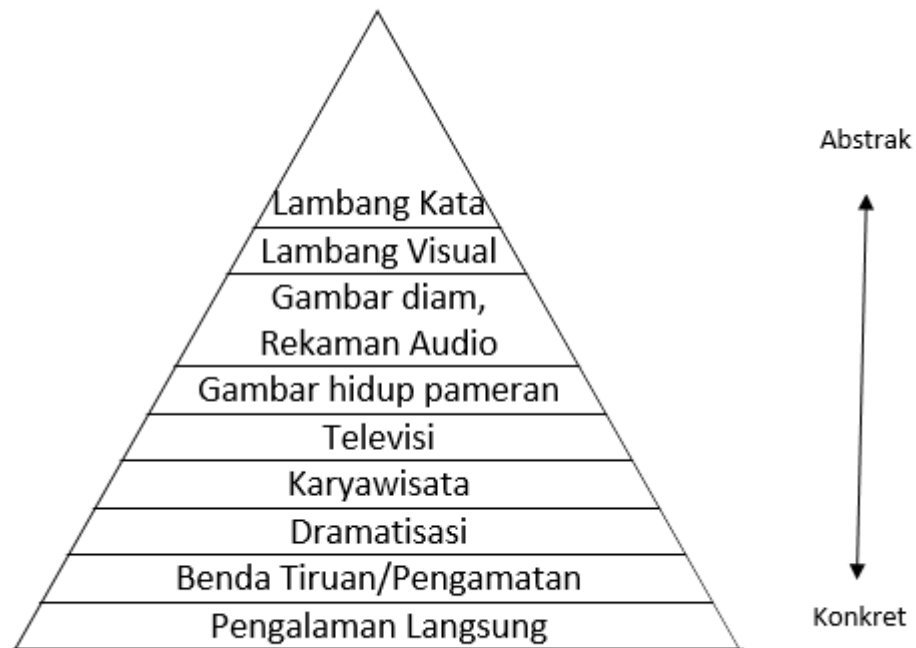 Abstrak
Lambang Kata
Lambang Visual
Gambar diam,
Rekaman Audio
Gambar hidup pameran
Televisi
Karyawisata
Dramatisasi
Benda Tiruan/Pengamatan
Pengalaman Langsung
Konkret